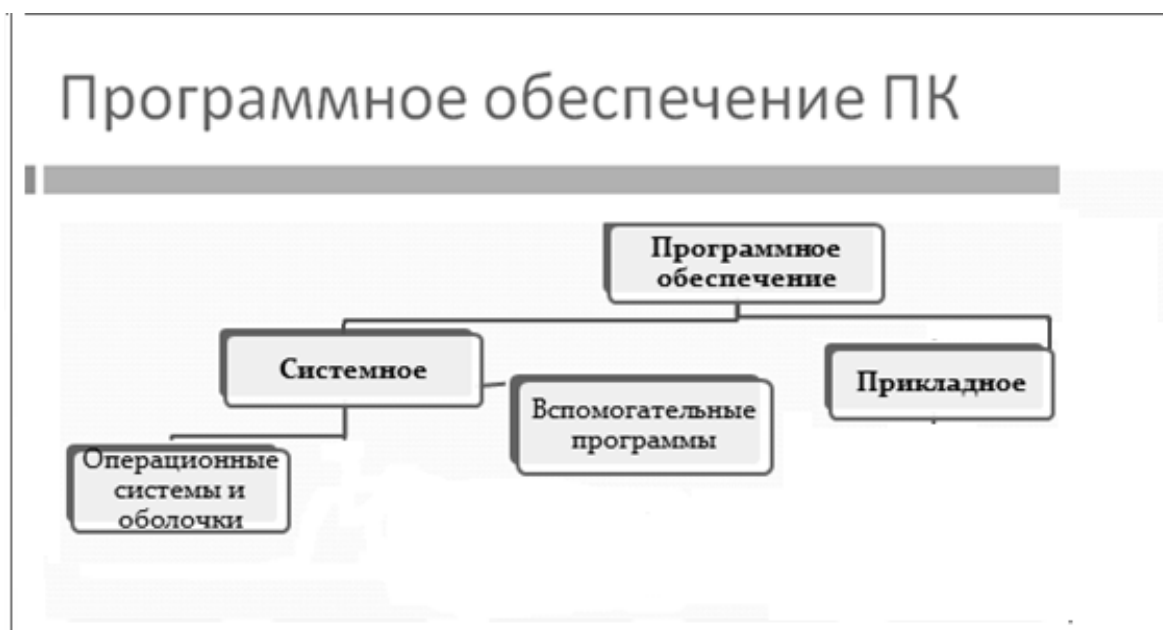 Программное обеспечение ПК
Программное
обеспечение
Системное
Прикладное
Вспомогательные
программы
Операционные
системы и
оболочки